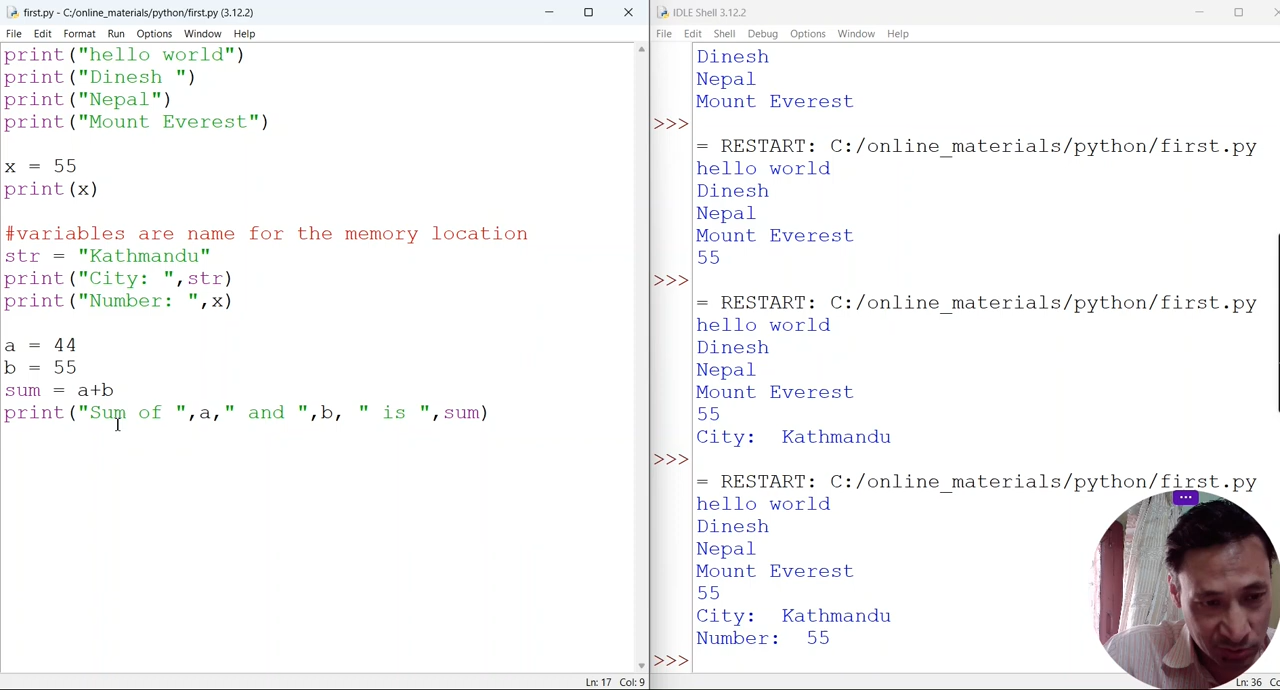 first.py - C:/online_materials/python/first.py (3.12.2)
File Edit Format Run Options Window Help
print("hello world")
print("Dinesh ")
print("Nepal")
print("Mount Everest")
x = 55
print(x)
#variables are name for the memory location
str = "Kathmandu"
print("City: ",str)
print("Number: ",x)
a = 44
b = 55
sum = a+b
print("Sum of ",a," and ",b, " is ",sum)
Ln: 17 Col: 9
IDLE Shell 3.12.2
File Edit Shell Debug Options Window Help
Dinesh
Nepal
Mount Everest
>>>
= RESTART: C:/online_materials/python/first.py
hello world
Dinesh
Nepal
Mount Everest
55
>>>
= RESTART: C:/online_materials/python/first.py
hello world
Dinesh
Nepal
Mount Everest
55
City:  Kathmandu
>>>
= RESTART: C:/online_materials/python/first.py
hello world
Dinesh
Nepal
Mount Everest
55
City:  Kathmandu
Number:  55
>>>
Ln: 36